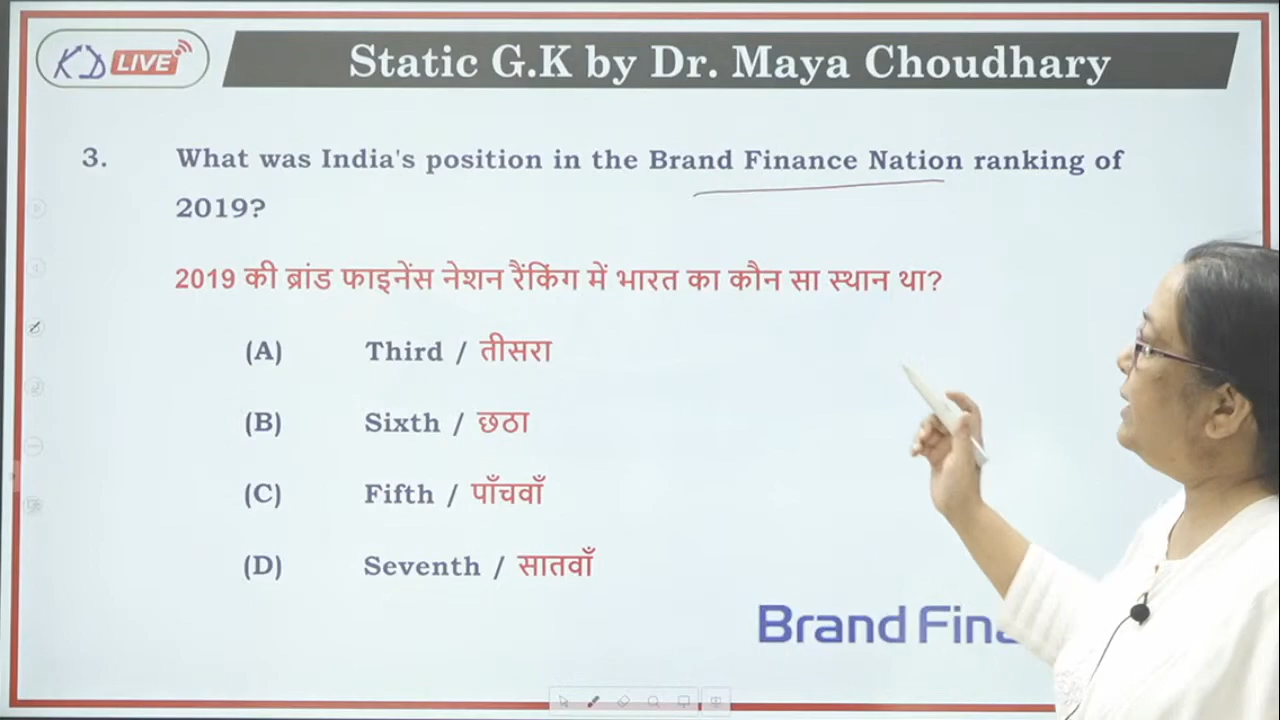 KD LIVE
Static G.K by Dr. Maya Choudhary
3. What was India's position in the Brand Finance Nation ranking of
2019?
2019 की ब्रांड फाइनेंस नेशन रैंकिंग में भारत का कौन सा स्थान था?
(A) Third / तीसरा
(B) Sixth / छठा
(C) Fifth / पाँचवाँ
(D) Seventh / सातवाँ
Brand